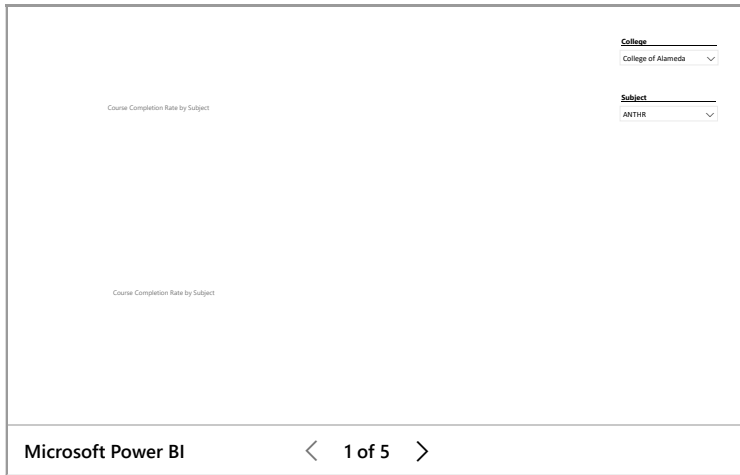 College
College of Alameda
Course Completion Rate by Subject
Subject
ANTHR
Course Completion Rate by Subject
Microsoft Power BI
1 of 5